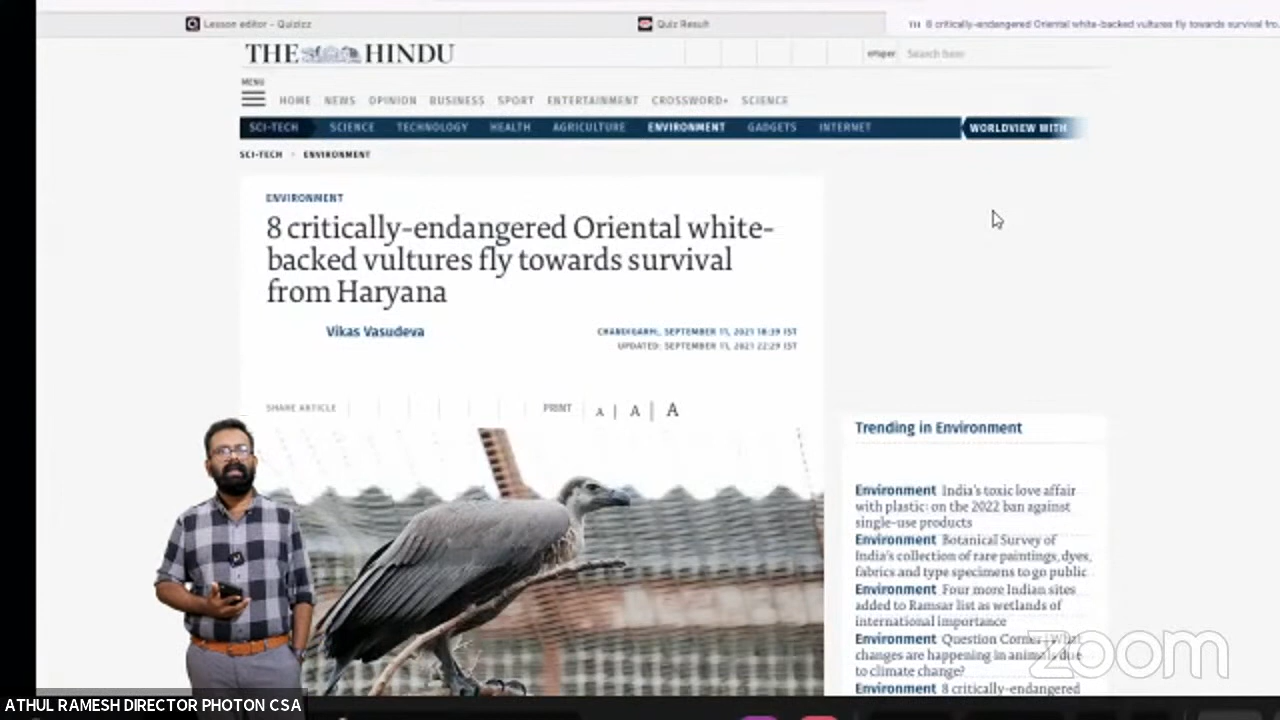 Lesson editor - Quizizz
Quiz Result
8 critically-endangered Oriental white-backed vultures fly towards survival fro...
THE HINDU
Search here
MENU
HOME NEWS OPINION BUSINESS SPORT ENTERTAINMENT CROSSWORD+ SCIENCE
SCI-TECH SCIENCE TECHNOLOGY HEALTH AGRICULTURE ENVIRONMENT GADGETS INTERNET WORLDVIEW WITH
SCI-TECH ENVIRONMENT
ENVIRONMENT
8 critically-endangered Oriental white-
backed vultures fly towards survival
from Haryana
Vikas Vasudeva
CHANDIGARH:, SEPTEMBER 11, 2021 18:39 IST
UPDATED: SEPTEMBER 11, 2021 22:29 IST
SHARE ARTICLE
PRINT A | A | A
Trending in Environment
Environment India's toxic love affair
with plastic: on the 2022 ban against
single-use products
Environment Botanical Survey of
India's collection of rare paintings, dyes,
fabrics and type specimens to go public
Environment Four more Indian sites
added to Ramsar list as wetlands of
international importance
Environment Question Corner | What
changes are happening in animals due
to climate change?
Environment 8 critically-endangered
zoom
ATHUL RAMESH DIRECTOR PHOTON CSA